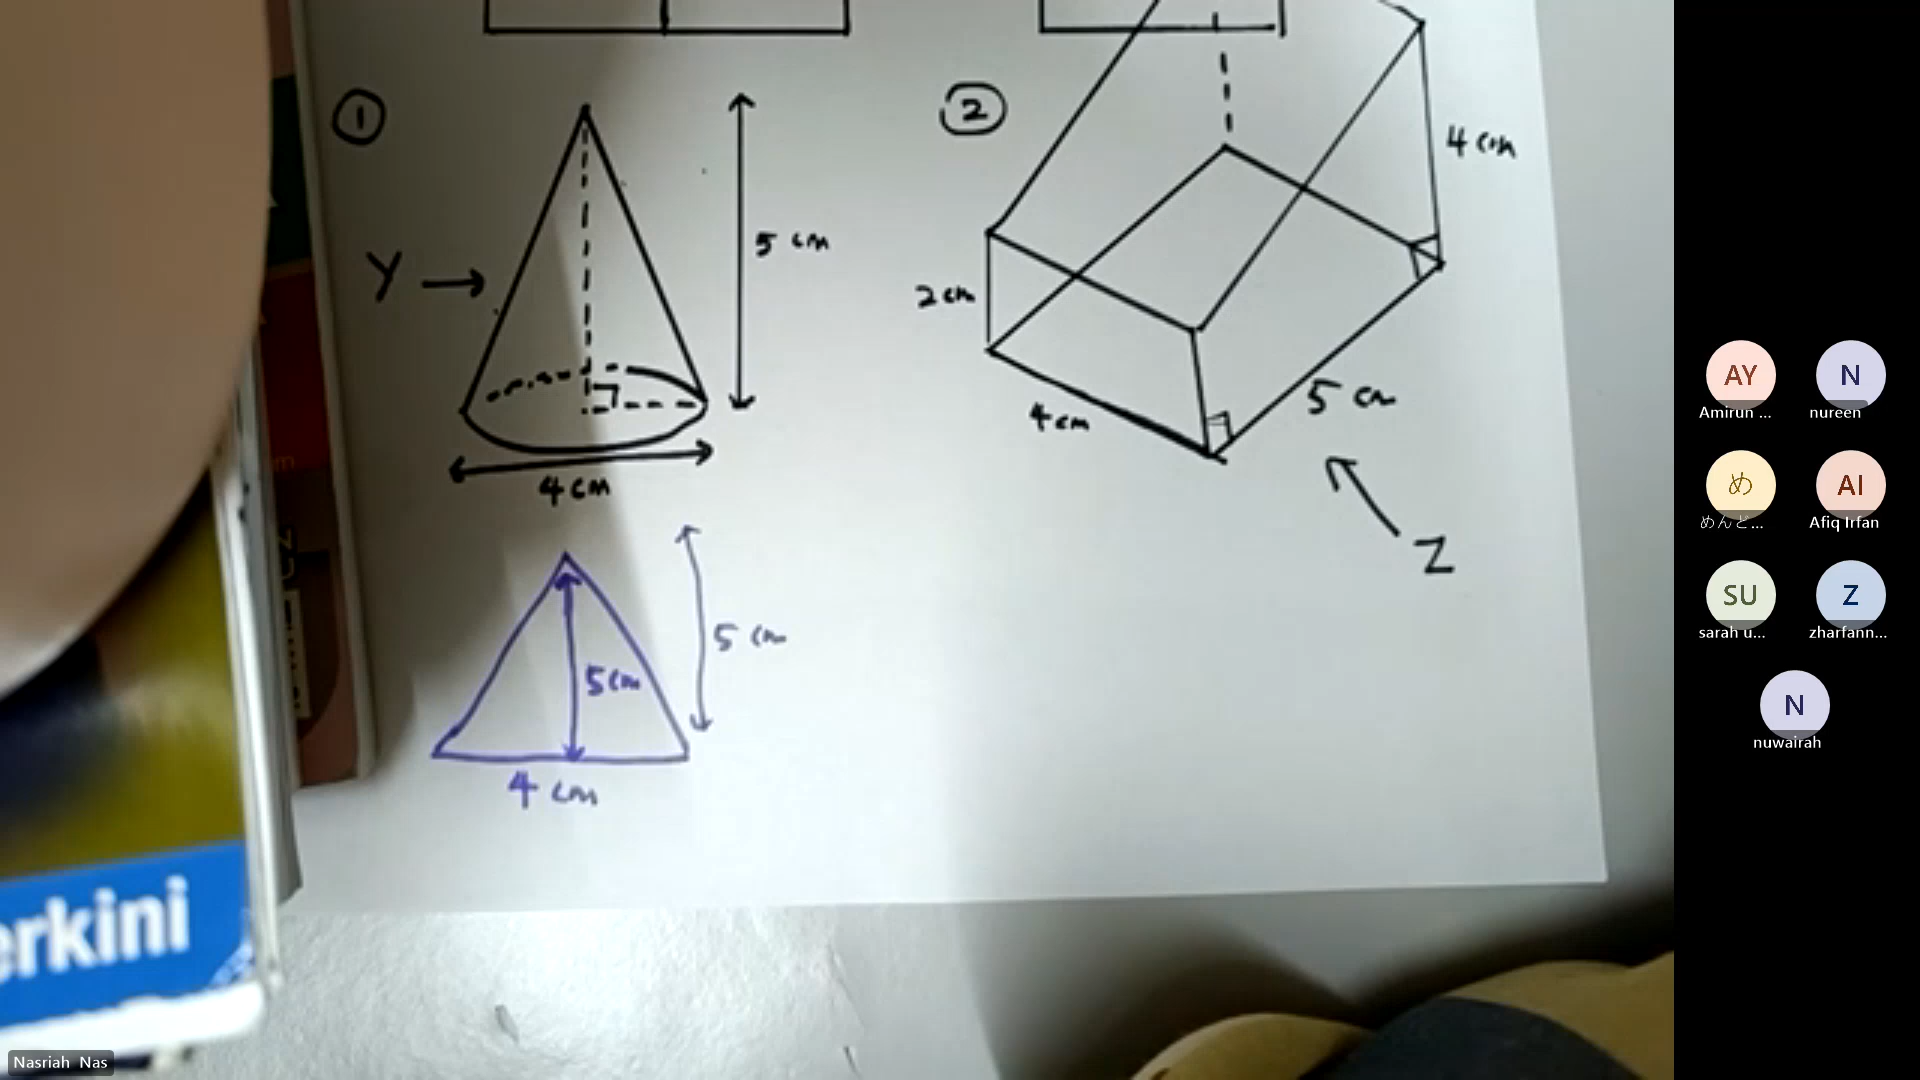 1
2
4 cm
5 cm
Y
2 cm
5 cm
4 cm
4 cm
Z
5 cm
5 cm
4 cm
erkini
Nasriah Nas
AY
Amirun ...
N
nureen
め
めんど...
AI
Afiq Irfan
SU
sarah u...
Z
zharfann...
N
nuwairah